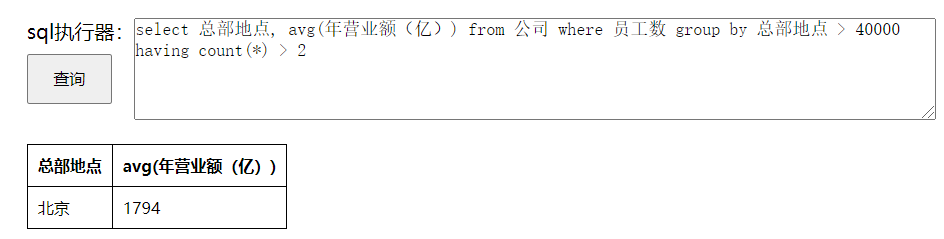 sql执行器：
select 总部地点, avg(年营业额（亿）) from 公司 where 员工数 group by 总部地点 > 40000
having count(*) > 2
查询
总部地点 avg(年营业额（亿）)
北京 1794